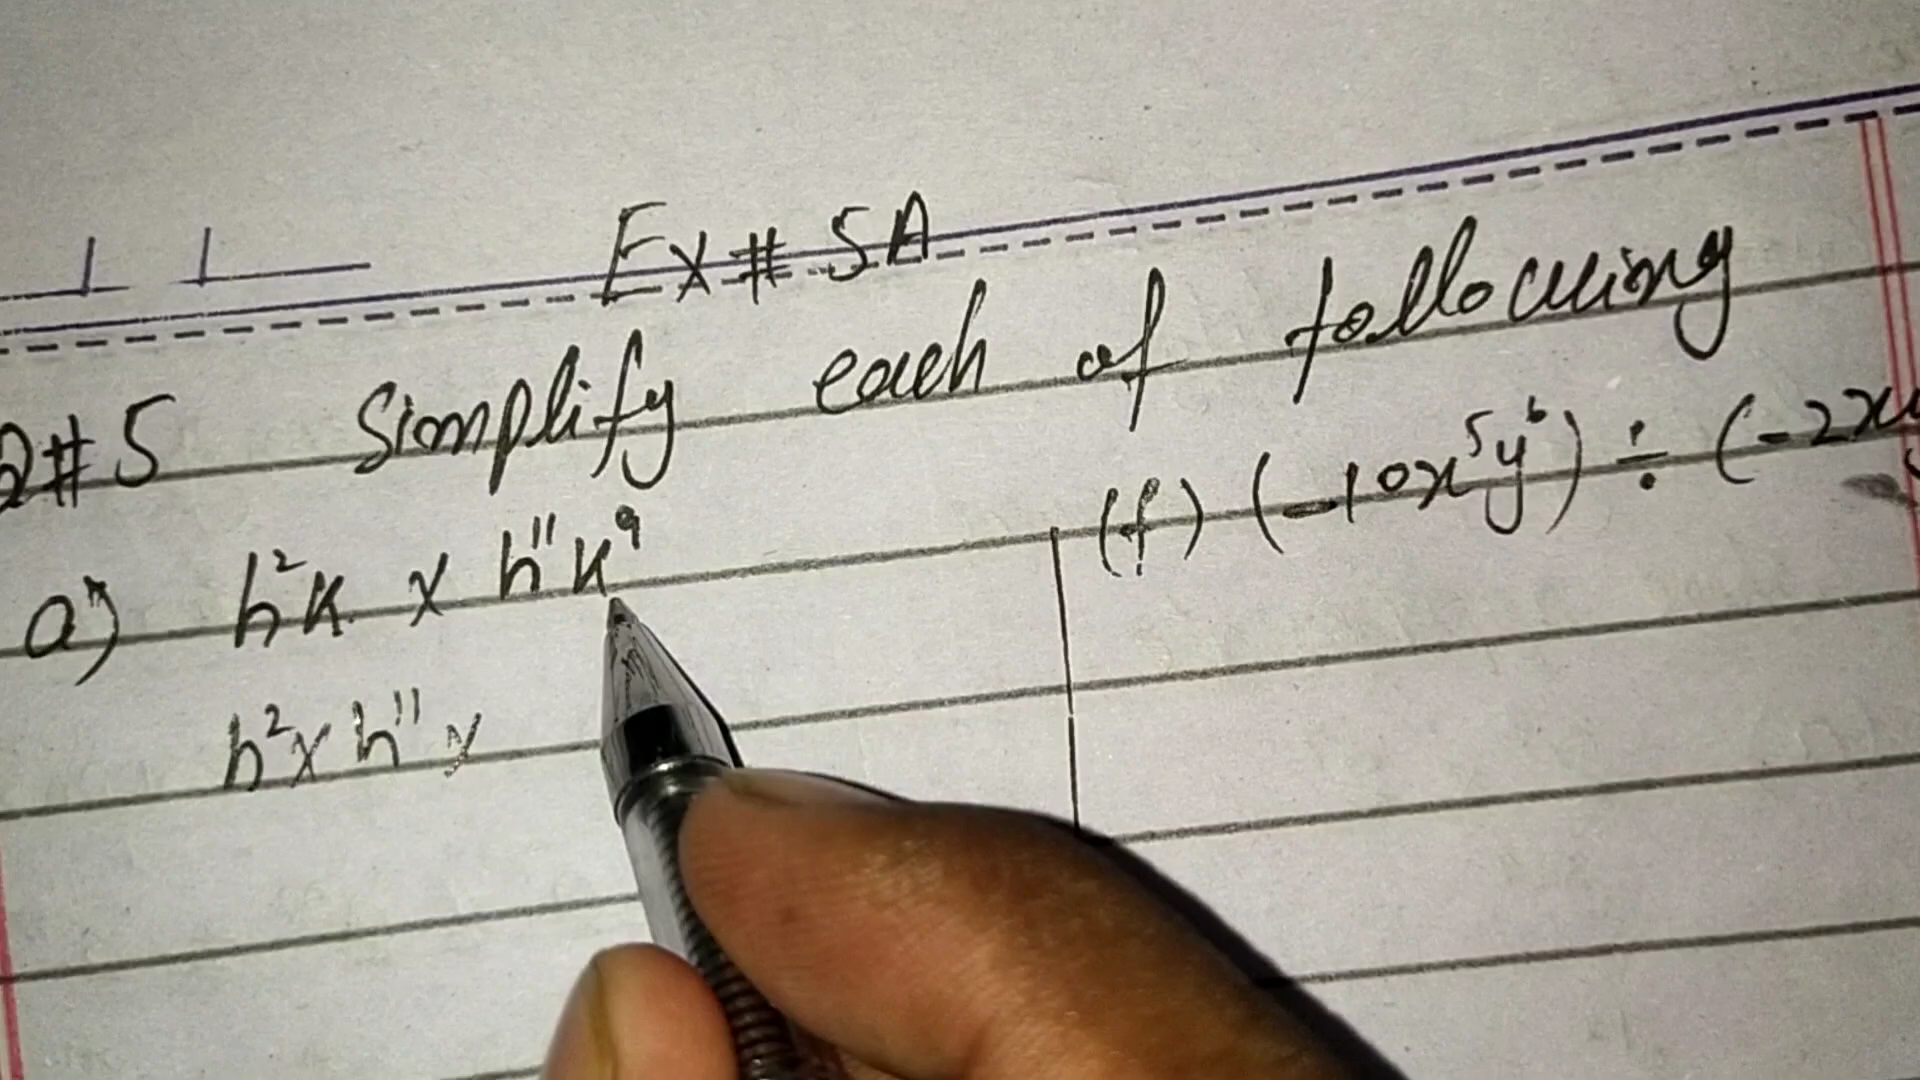 Ex # 5A
Q#5 Simplify each of following
a) h²k × h¹¹k⁹
(f) (-10x⁵y⁶) ÷ (-2x
h² × h¹¹ ×